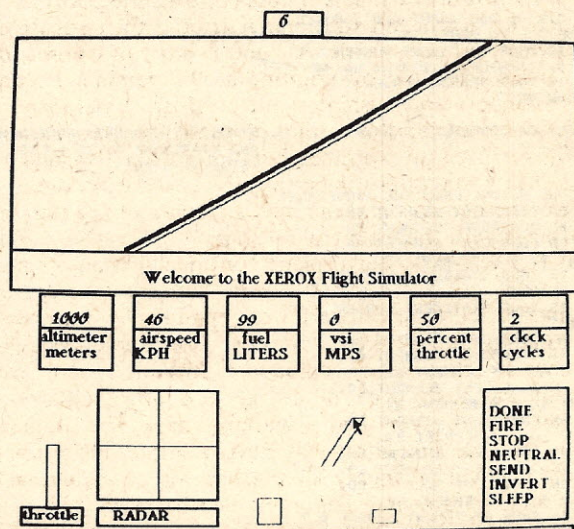 6
Welcome to the XEROX Flight Simulator
1000 46 99 0 50 2
altimeter airspeed fuel vsi percent clock
meters KPH LITERS MPS throttle cycles
DONE
FIRE
STOP
NEUTRAL
SEND
INVERT
SLEEP
throttle RADAR